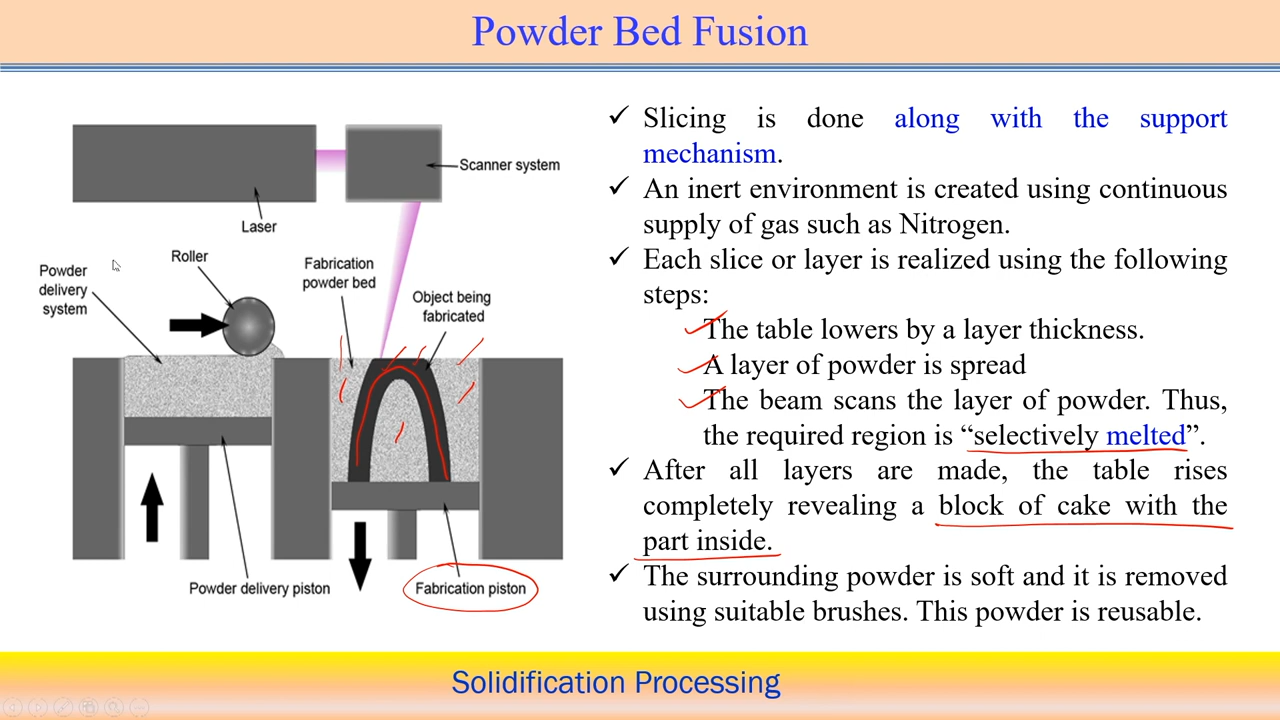 Powder Bed Fusion
Scanner system
Laser
Roller
Powder
delivery
system
Fabrication
powder bed
Object being
fabricated
Powder delivery piston
Fabrication piston
✓ Slicing is done along with the support
mechanism.
✓ An inert environment is created using continuous
supply of gas such as Nitrogen.
✓ Each slice or layer is realized using the following
steps:
The table lowers by a layer thickness.
A layer of powder is spread
The beam scans the layer of powder. Thus,
the required region is “selectively melted”.
✓ After all layers are made, the table rises
completely revealing a block of cake with the
part inside.
✓ The surrounding powder is soft and it is removed
using suitable brushes. This powder is reusable.
Solidification Processing